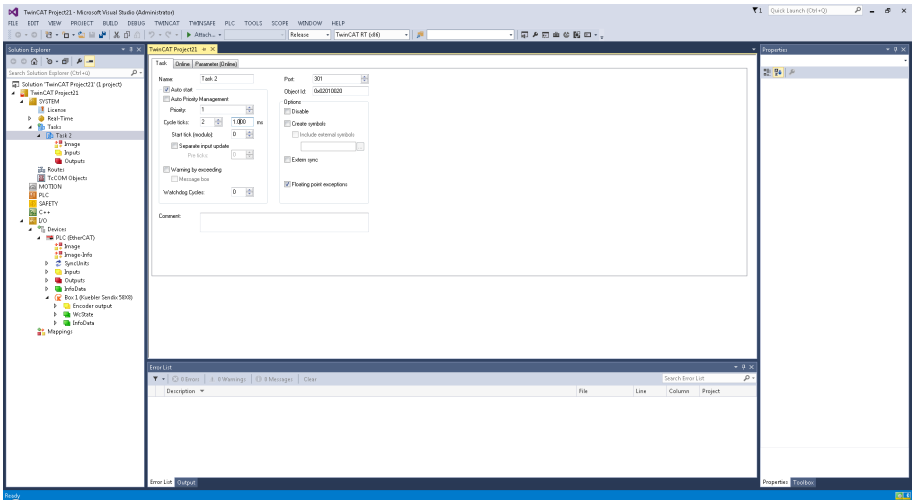 TwinCAT Project21 - Microsoft Visual Studio (Administrator)
1
Quick Launch (Ctrl+Q)
FILE EDIT VIEW PROJECT BUILD DEBUG TWINCAT TWINSAFE PLC TOOLS SCOPE WINDOW HELP
Attach...
Release
TwinCAT RT (x86)
Solution Explorer
Search Solution Explorer (Ctrl+ü)
Solution 'TwinCAT Project21' (1 project)
TwinCAT Project21
SYSTEM
License
Real-Time
Tasks
Task 2
Image
Inputs
Outputs
Routes
TcCOM Objects
MOTION
PLC
SAFETY
C++
I/O
Devices
PLC (EtherCAT)
Image
Image-Info
SyncUnits
Inputs
Outputs
InfoData
Box 1 (Kuebler Sendix 58X8)
Encoder output
WcState
InfoData
Mappings
TwinCAT Project21
Task Online Parameter (Online)
Name: Task 2
Port: 301
Auto start
Object Id: 0x02010020
Auto Priority Management
Options
Priority: 1
Disable
Cycle ticks: 2 1.000 ms
Create symbols
Start tick (modulo): 0
Include external symbols
Separate input update
Pre ticks: 0
Extern sync
Warning by exceeding
Message box
Floating point exceptions
Watchdog Cycles: 0
Comment:
Error List
0 Errors 0 Warnings 0 Messages Clear
Search Error List
Description File Line Column Project
Error List Output
Properties
Properties Toolbox
Ready